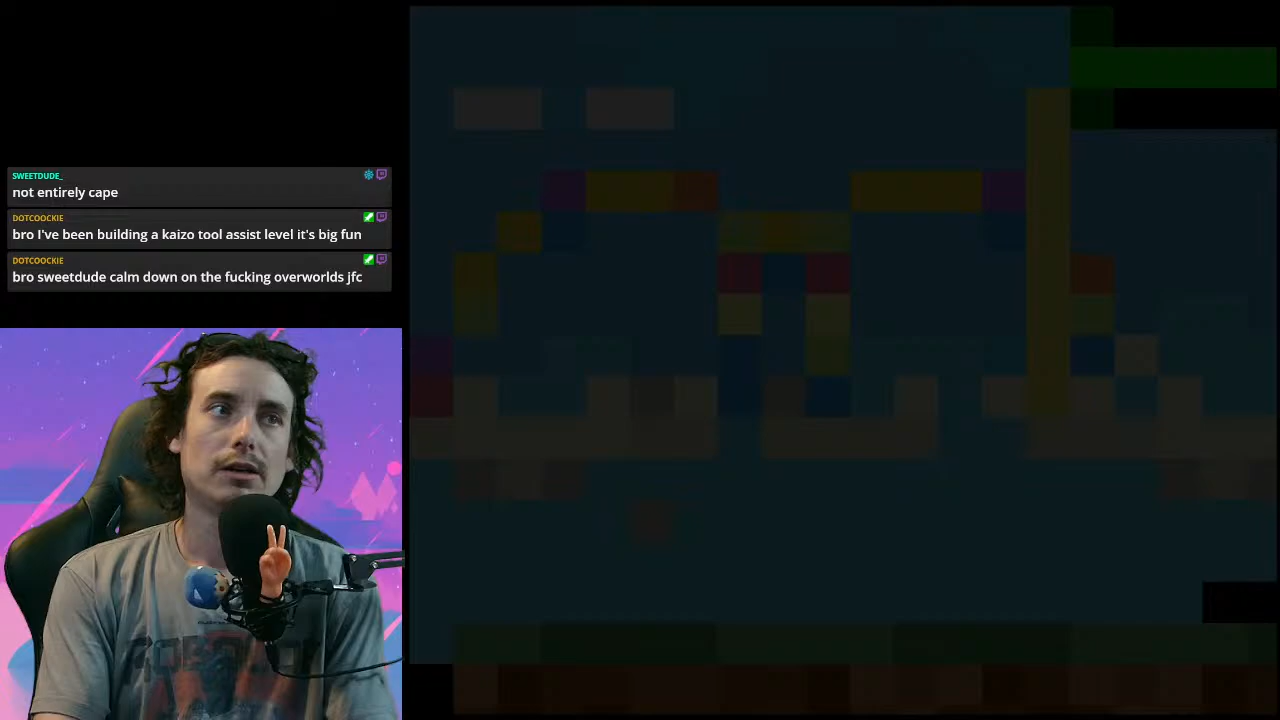 SWEETDUDE_
not entirely cape
DOTCOOCKIE
bro I've been building a kaizo tool assist level it's big fun
DOTCOOCKIE
bro sweetdude calm down on the fucking overworlds jfc